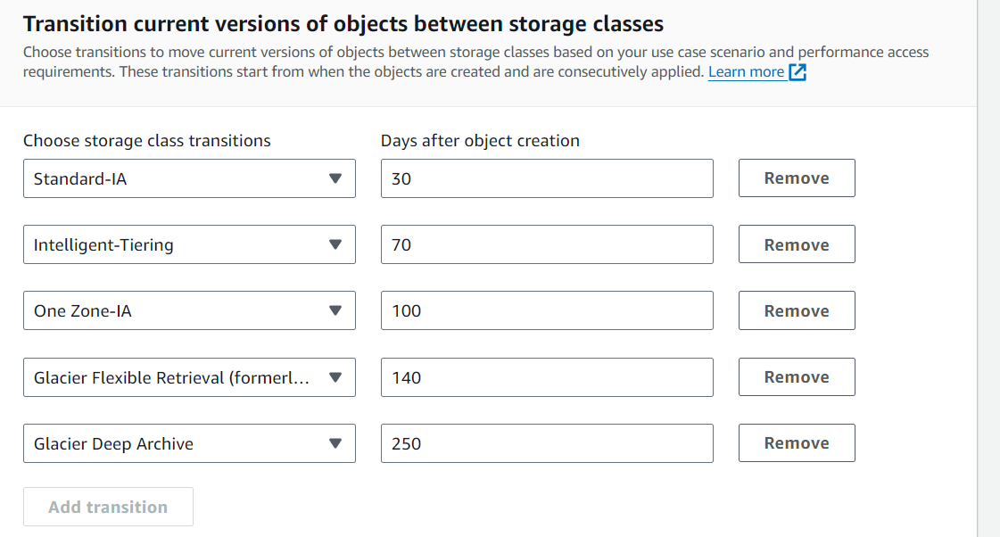 Transition current versions of objects between storage classes
Choose transitions to move current versions of objects between storage classes based on your use case scenario and performance access
requirements. These transitions start from when the objects are created and are consecutively applied. Learn more
Choose storage class transitions Days after object creation
Standard-IA 30 Remove
Intelligent-Tiering 70 Remove
One Zone-IA 100 Remove
Glacier Flexible Retrieval (formerl... 140 Remove
Glacier Deep Archive 250 Remove
Add transition